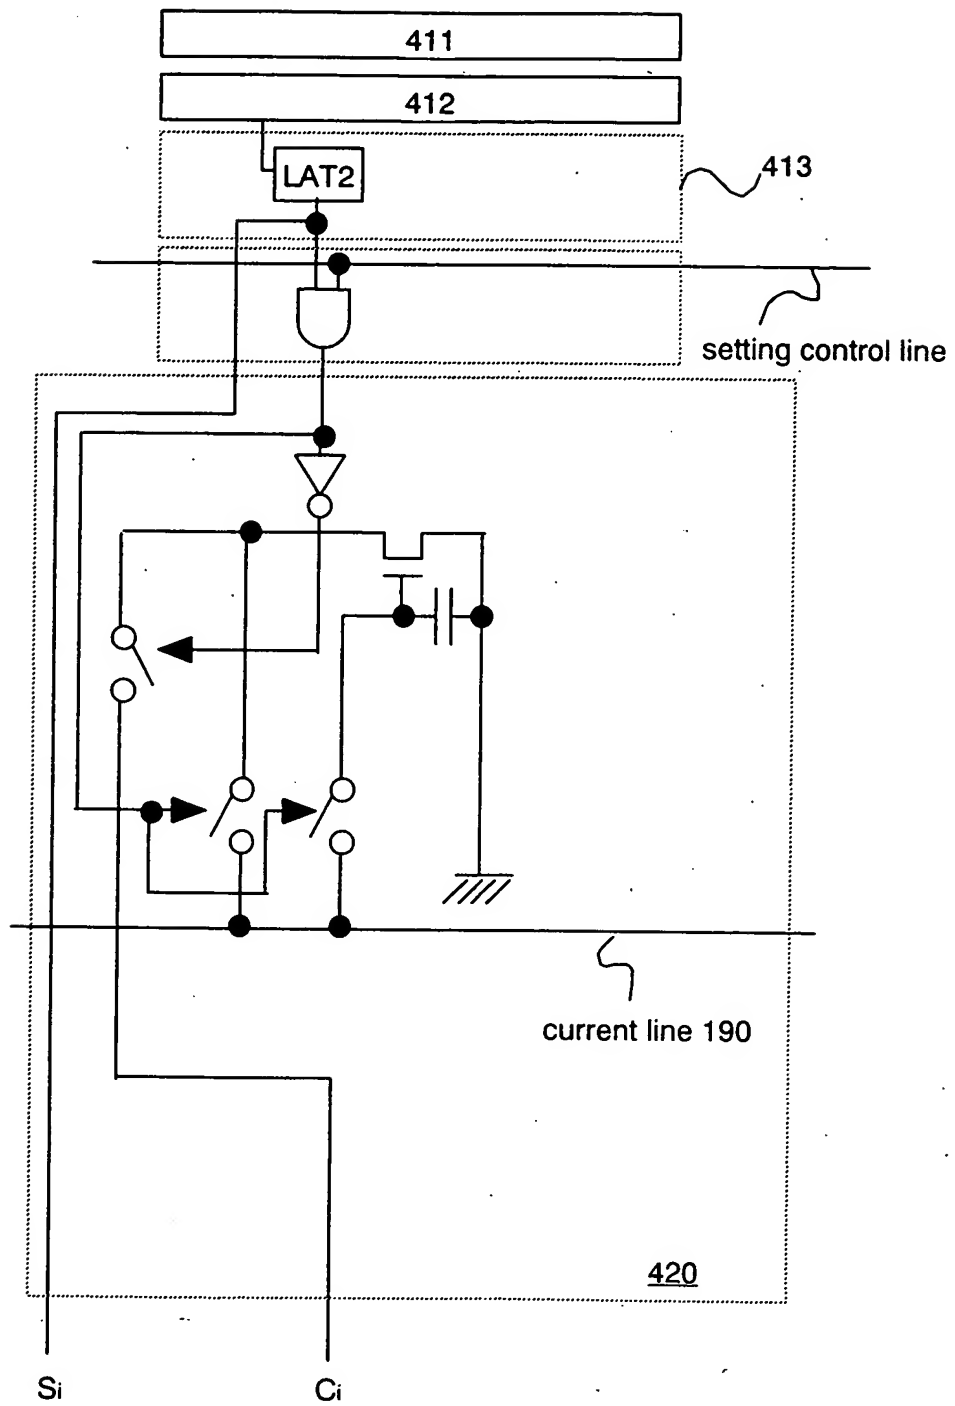 411
412
LAT2
413
setting control line
current line 190
420
Si
Ci